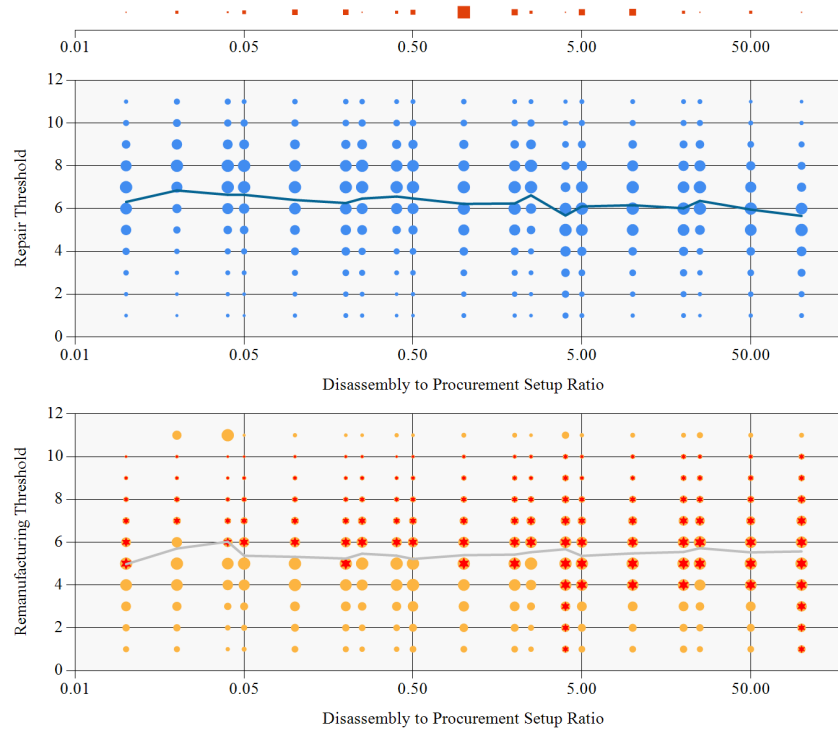 0.01 0.05 0.50 5.00 50.00
12
10
8
6
4
2
0
Repair Threshold
0.01 0.05 0.50 5.00 50.00
Disassembly to Procurement Setup Ratio
12
10
8
6
4
2
0
Remanufacturing Threshold
0.01 0.05 0.50 5.00 50.00
Disassembly to Procurement Setup Ratio